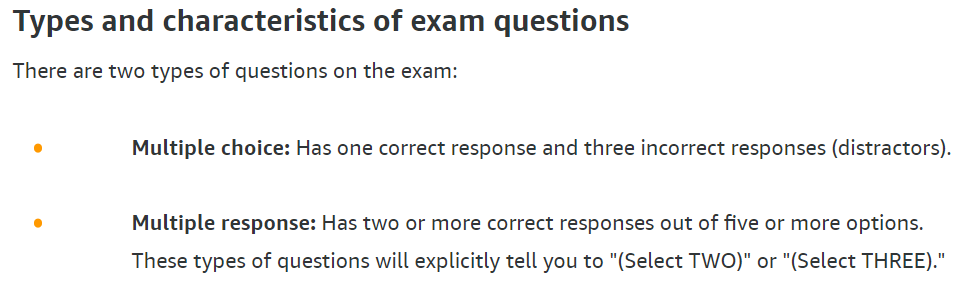 Types and characteristics of exam questions
There are two types of questions on the exam:
Multiple choice: Has one correct response and three incorrect responses (distractors).
Multiple response: Has two or more correct responses out of five or more options.
These types of questions will explicitly tell you to "(Select TWO)" or "(Select THREE)."